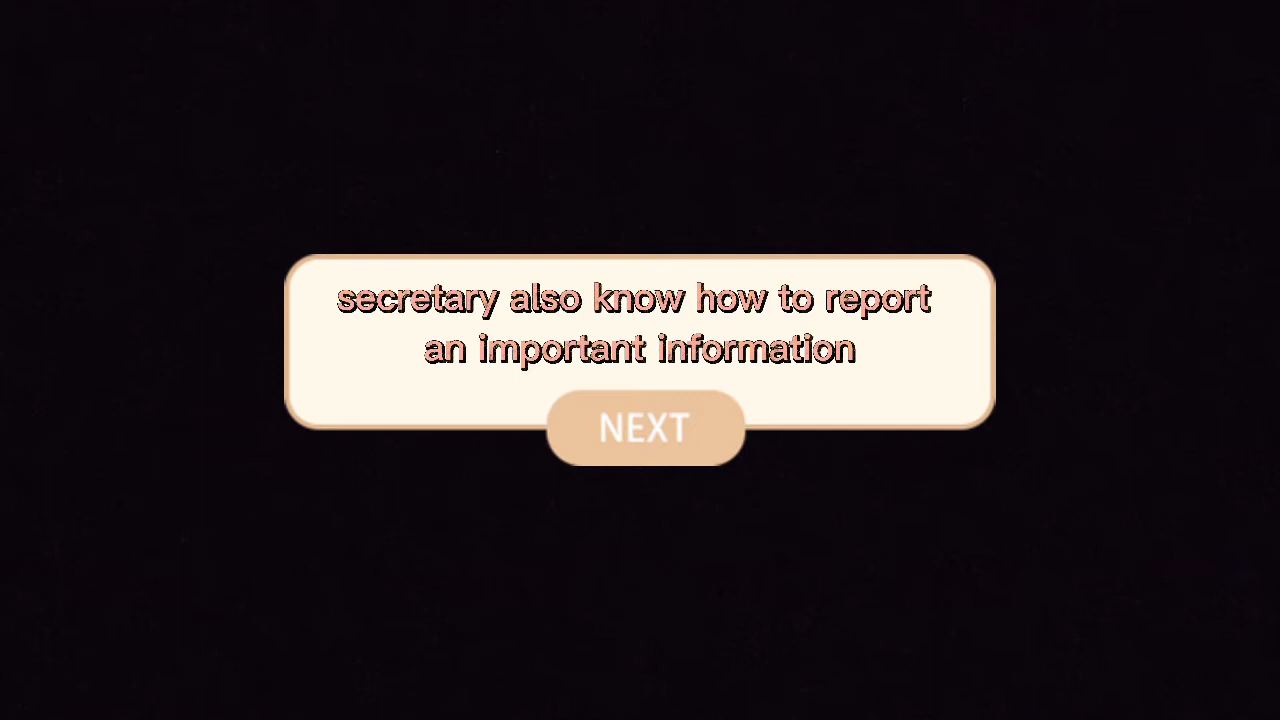 secretary also know how to report
an important information
NEXT